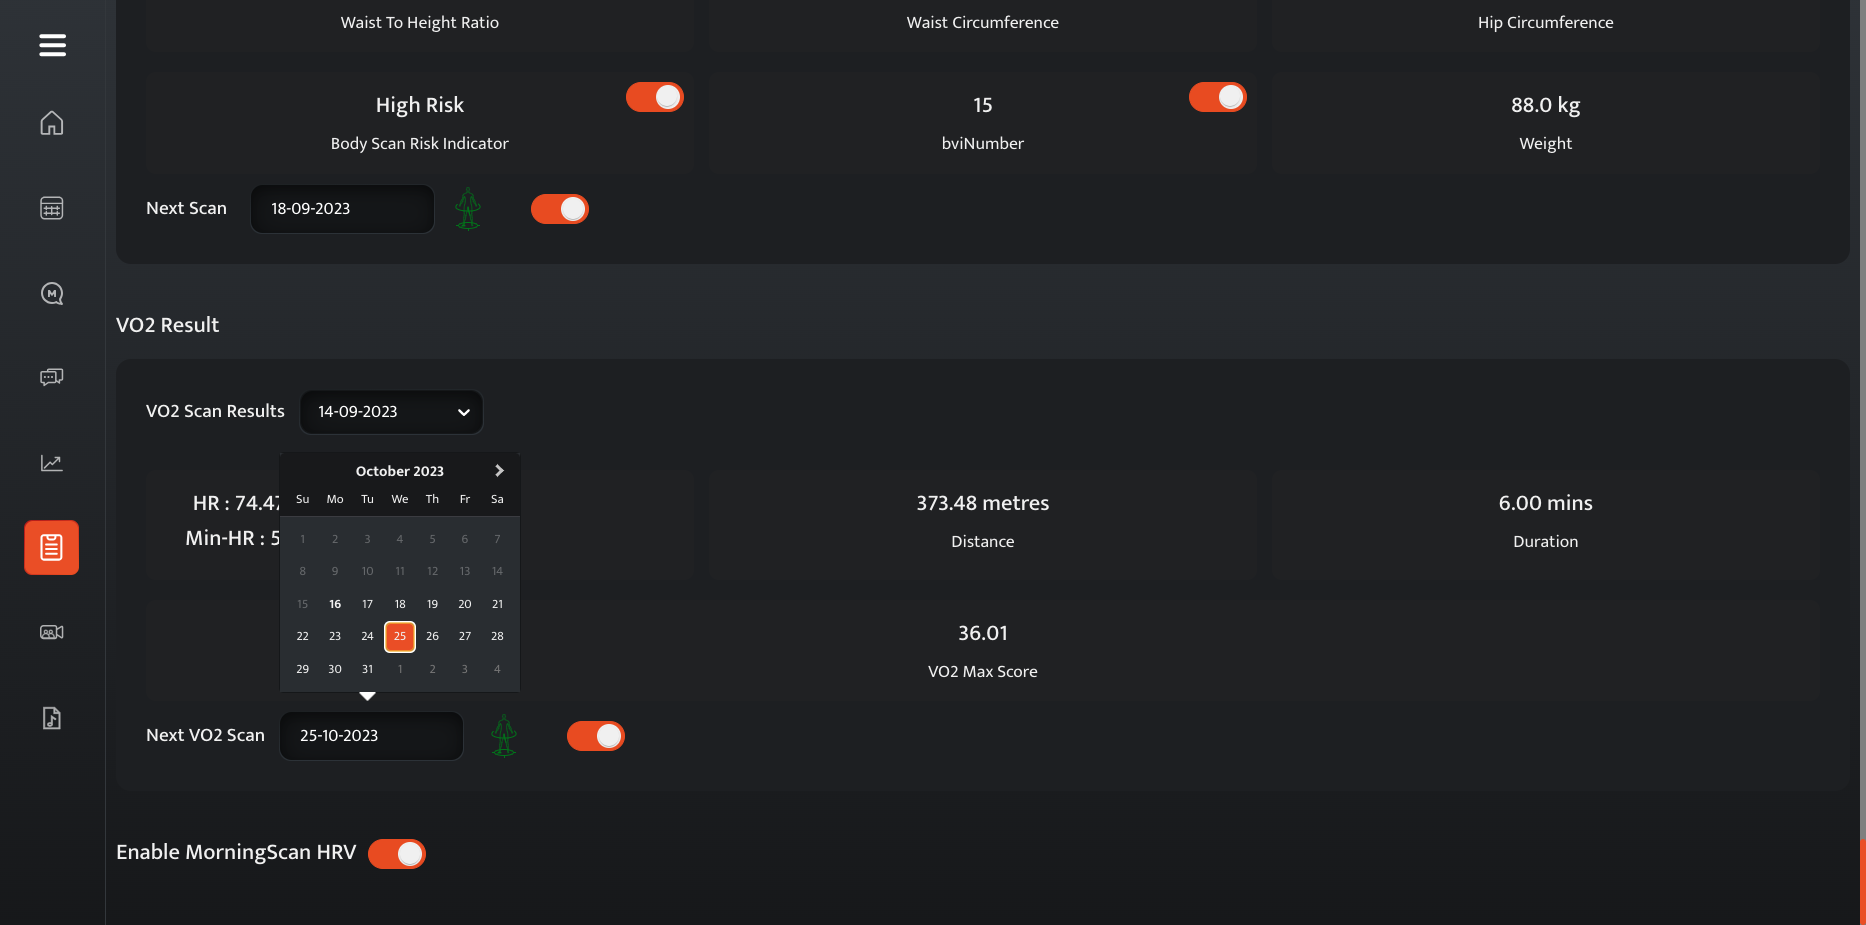 Waist To Height Ratio
Waist Circumference
Hip Circumference
High Risk
Body Scan Risk Indicator
15
bviNumber
88.0 kg
Weight
Next Scan
18-09-2023
M
VO2 Result
VO2 Scan Results
14-09-2023
October 2023
Su Mo Tu We Th Fr Sa
1 2 3 4 5 6 7
8 9 10 11 12 13 14
15 16 17 18 19 20 21
22 23 24 25 26 27 28
29 30 31 1 2 3 4
HR : 74.47
Min-HR : 5
373.48 metres
Distance
6.00 mins
Duration
36.01
VO2 Max Score
Next VO2 Scan
25-10-2023
Enable MorningScan HRV